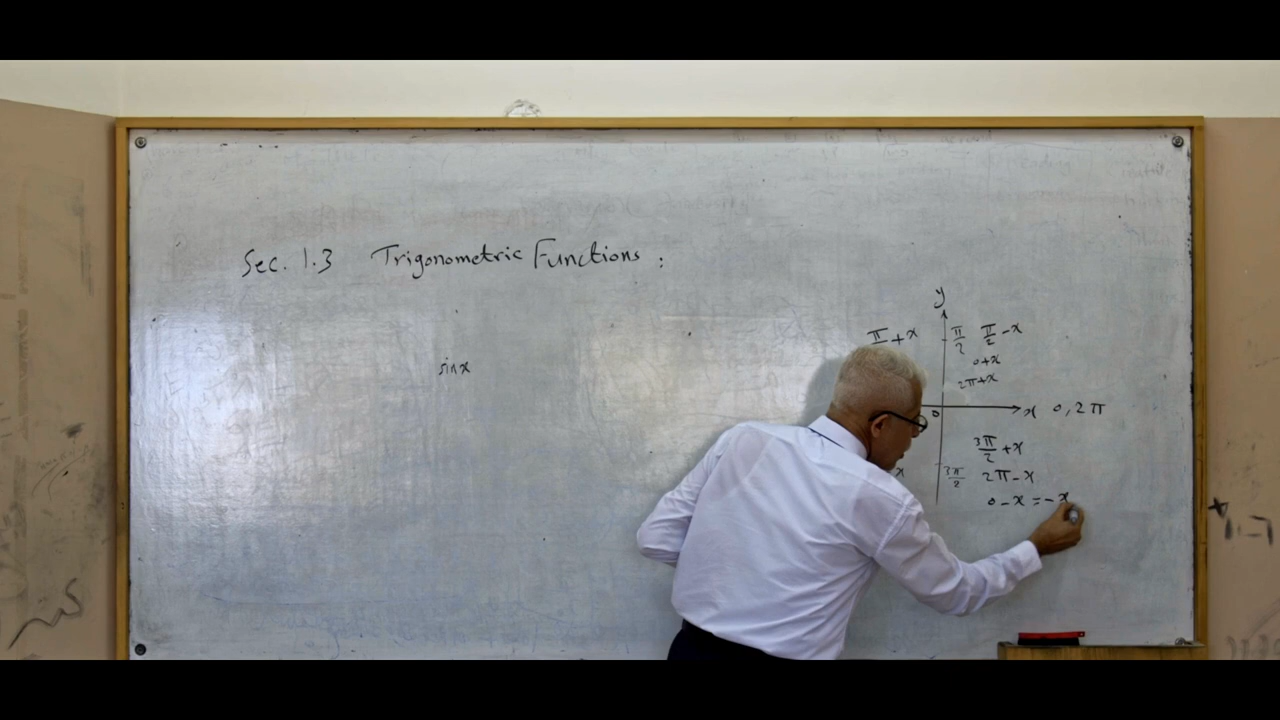 Sec. 1.3 Trigonometric Functions :
sin x
y
π/2 + x
π/2
π/2 - x
0+x
2π+x
0
x
0, 2π
3π/2 + x
x
3π/2
2π - x
0 - x = - x